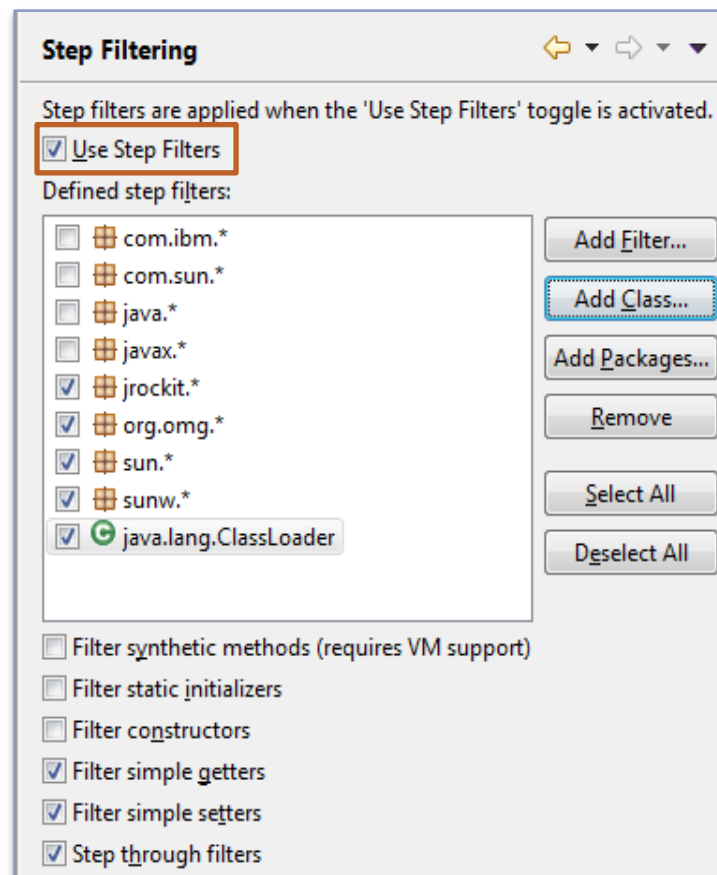 Step Filtering
Step filters are applied when the 'Use Step Filters' toggle is activated.
Use Step Filters
Defined step filters:
com.ibm.*
com.sun.*
java.*
javax.*
jrockit.*
org.omg.*
sun.*
sunw.*
java.lang.ClassLoader
Add Filter...
Add Class...
Add Packages...
Remove
Select All
Deselect All
Filter synthetic methods (requires VM support)
Filter static initializers
Filter constructors
Filter simple getters
Filter simple setters
Step through filters